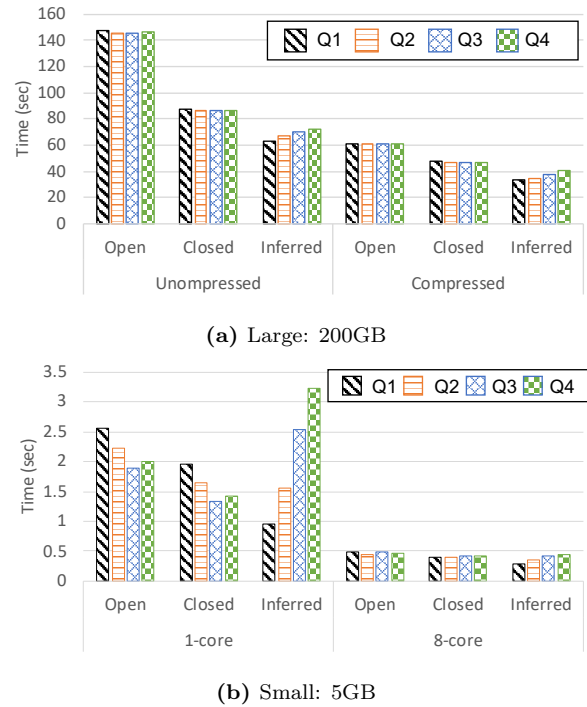 160
140
120
100
80
60
40
20
0
Time (sec)
Q1 Q2 Q3 Q4
Open Closed Inferred Open Closed Inferred
Unompressed Compressed
(a) Large: 200GB
3.5
3
2.5
2
1.5
1
0.5
0
Time (sec)
Q1 Q2 Q3 Q4
Open Closed Inferred Open Closed Inferred
1-core 8-core
(b) Small: 5GB